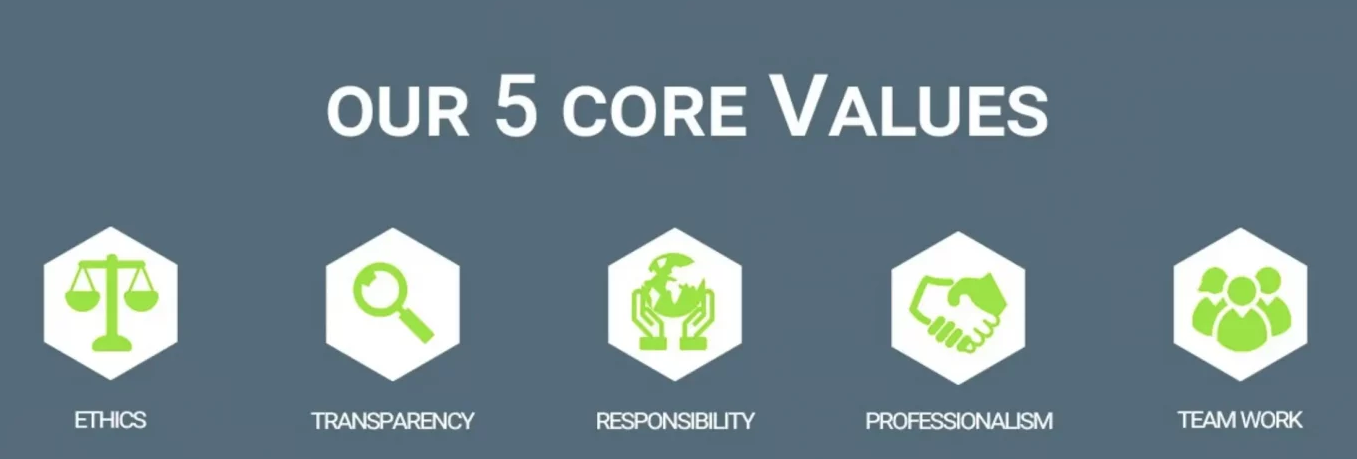 OUR 5 CORE VALUES
ETHICS
TRANSPARENCY
RESPONSIBILITY
PROFESSIONALISM
TEAM WORK